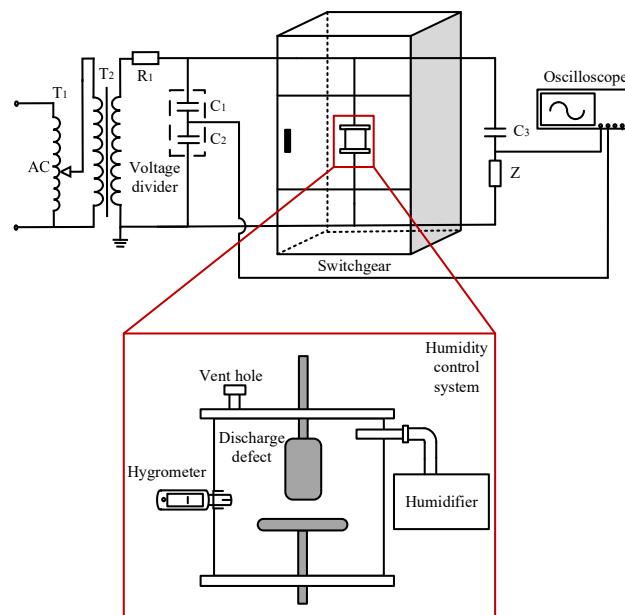 T1
T2
R1
AC
C1
C2
Voltage
divider
Switchgear
C3
Z
Oscilloscope
Humidity
control
system
Vent hole
Discharge
defect
Hygrometer
Humidifier